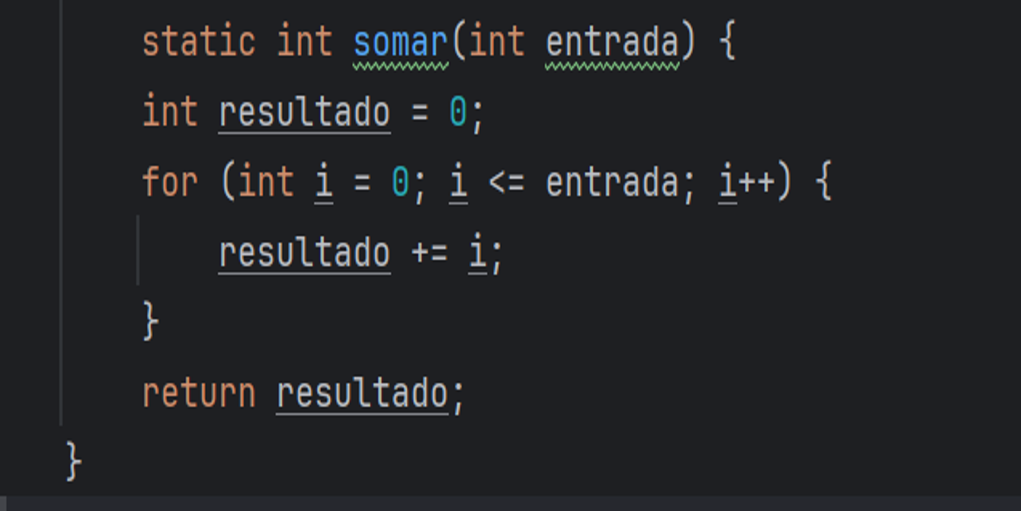 static int somar(int entrada) {
int resultado = 0;
for (int i = 0; i <= entrada; i++) {
resultado += i;
}
return resultado;
}